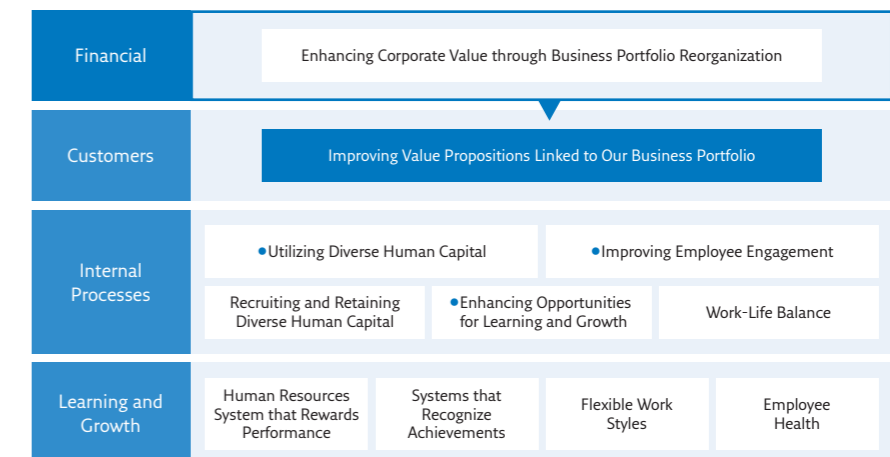 Financial
Enhancing Corporate Value through Business Portfolio Reorganization
Customers
Improving Value Propositions Linked to Our Business Portfolio
Internal
Processes
●Utilizing Diverse Human Capital
●Improving Employee Engagement
Recruiting and Retaining
Diverse Human Capital
●Enhancing Opportunities
for Learning and Growth
Work-Life Balance
Learning and
Growth
Human Resources
System that Rewards
Performance
Systems that
Recognize
Achievements
Flexible Work
Styles
Employee
Health